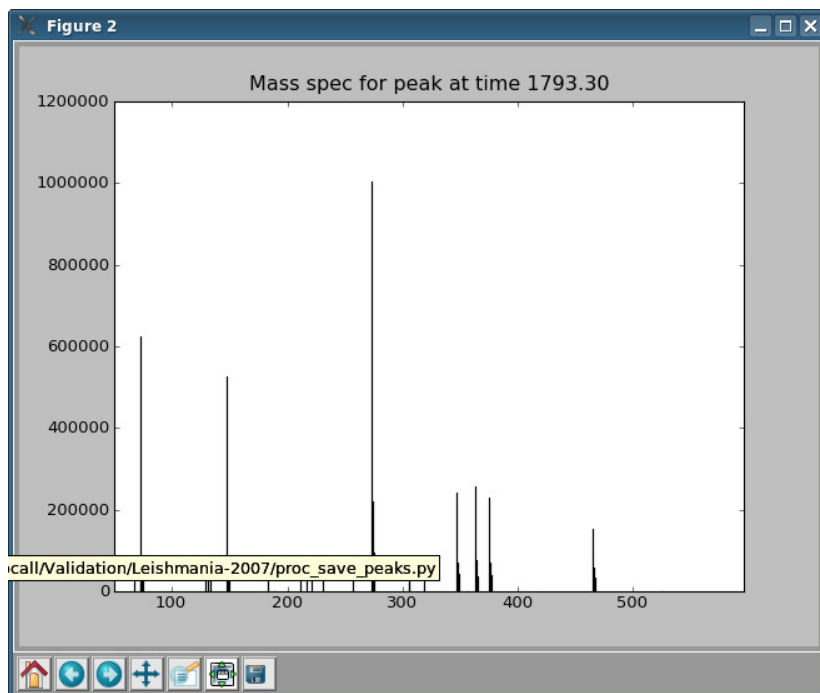 Figure 2
Mass spec for peak at time 1793.30
1200000
1000000
800000
600000
400000
200000
ocall/Validation/Leishmania-2007/proc_save_peaks.py
0
100 200 300 400 500